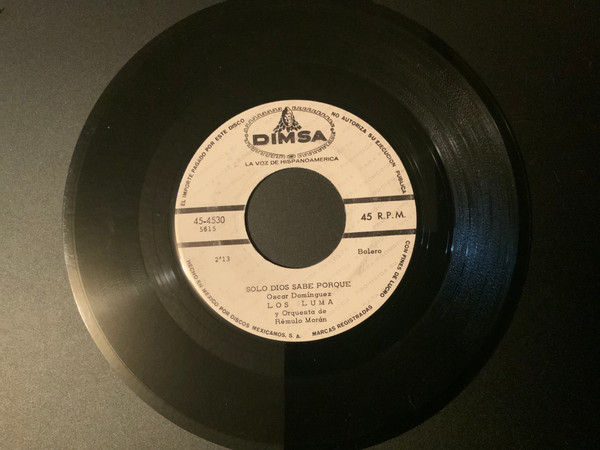 DIMSA
LA VOZ DE HISPANOAMERICA
EL IMPORTE PAGADO POR ESTE DISCO NO AUTORIZA SU EJECUCION PUBLICA CON FINES DE LUCRO
45-4530
5615
45 R.P.M.
2'13
Bolero
SOLO DIOS SABE PORQUE
Oscar Domínguez
LOS LUMA
y Orquesta de
Rémulo Morán
HECHO EN MEXICO POR DISCOS MEXICANOS, S. A. MARCAS REGISTRADAS